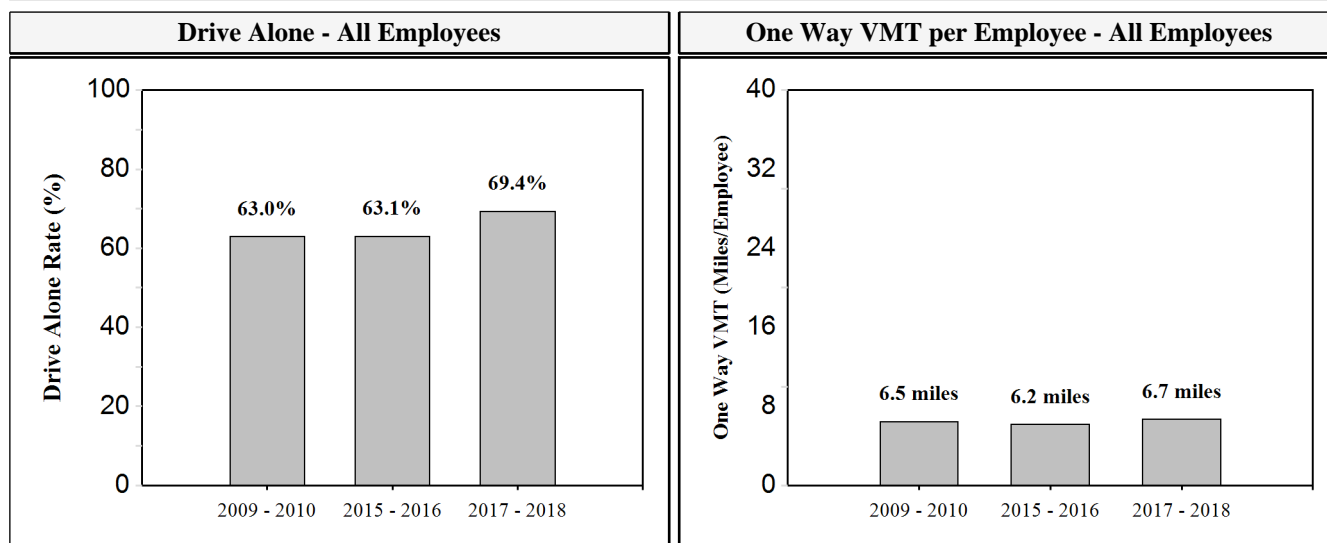 Drive Alone - All Employees
One Way VMT per Employee - All Employees
Drive Alone Rate (%)
100
80
60
40
20
0
63.0%
63.1%
69.4%
2009 - 2010
2015 - 2016
2017 - 2018
One Way VMT (Miles/Employee)
40
32
24
16
8
0
6.5 miles
6.2 miles
6.7 miles
2009 - 2010
2015 - 2016
2017 - 2018